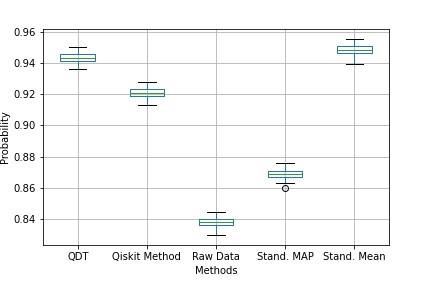 0.96
0.94
0.92
0.90
0.88
0.86
0.84
Probability
QDT Qiskit Method Raw Data Stand. MAP Stand. Mean
Methods